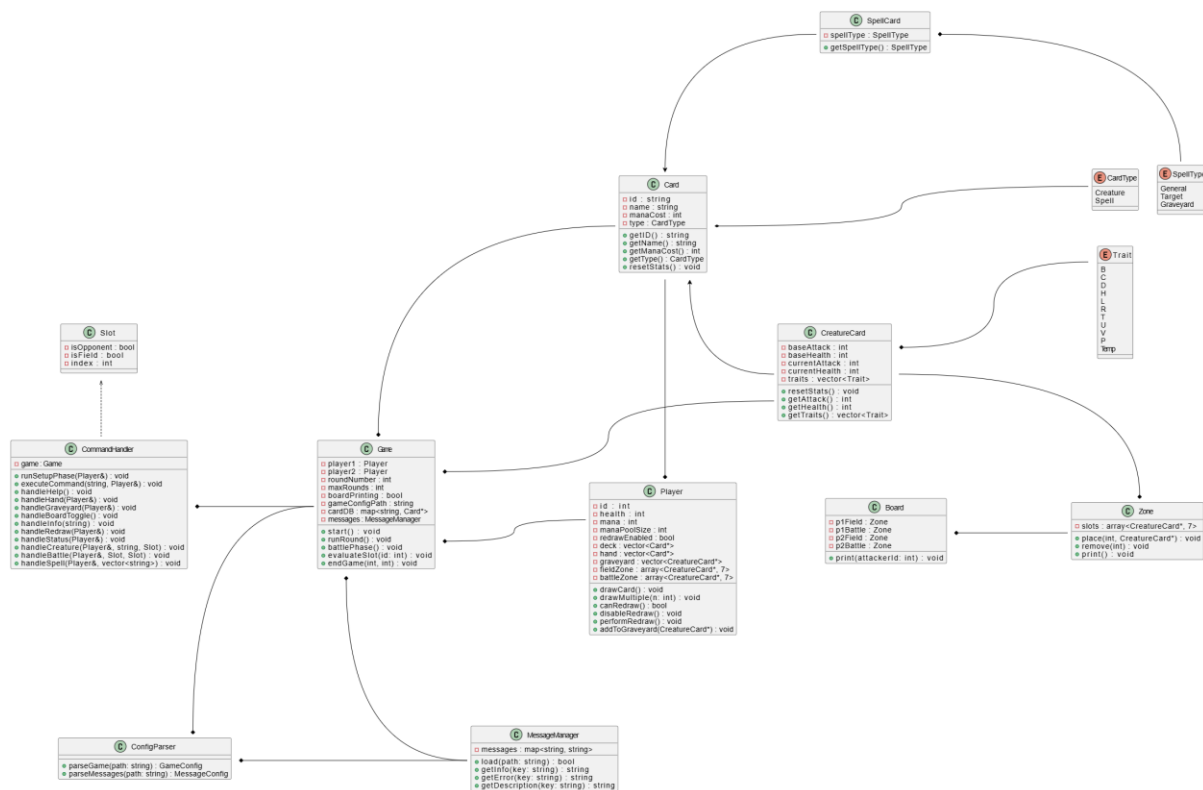 C SpellCard
spellType : SpellType
getSpellType() : SpellType
C Card
id : string
name : string
manaCost : int
type : CardType
getID() : string
getName() : string
getManaCost() : int
getType() : CardType
resetStats() : void
E CardType
Creature
Spell
E SpellType
General
Target
Graveyard
E Trait
B
C
D
H
L
R
T
U
V
P
Temp
C Slot
isOpponent : bool
isField : bool
index : int
C CreatureCard
baseAttack : int
baseHealth : int
currentAttack : int
currentHealth : int
traits : vector<Trait>
resetStats() : void
getAttack() : int
getHealth() : int
getTraits() : vector<Trait>
C CommandHandler
game : Game
runSetupPhase(Player&) : void
executeCommand(string, Player&) : void
handleHelp() : void
handleHand(Player&) : void
handleGraveyard(Player&) : void
handleBoardToggle() : void
handleInfo(string) : void
handleRedraw(Player&) : void
handleStatus(Player&) : void
handleCreature(Player&, string, Slot) : void
handleBattle(Player&, Slot, Slot) : void
handleSpell(Player&, vector<string>) : void
C Game
player1 : Player
player2 : Player
roundNumber : int
maxRounds : int
boardPrinting : bool
gameConfigPath : string
cardDB : map<string, Card*>
messages : MessageManager
start() : void
runRound() : void
battlePhase() : void
evaluateSlot(id: int) : void
endGame(int, int) : void
C Player
id : int
health : int
mana : int
manaPoolSize : int
redrawEnabled : bool
deck : vector<Card*>
hand : vector<Card*>
graveyard : vector<CreatureCard*>
fieldZone : array<CreatureCard*, 7>
battleZone : array<CreatureCard*, 7>
drawCard() : void
drawMultiple(n: int) : void
canRedraw() : bool
disableRedraw() : void
performRedraw() : void
addToGraveyard(CreatureCard*) : void
C Board
p1Field : Zone
p1Battle : Zone
p2Field : Zone
p2Battle : Zone
print(attackerId: int) : void
C Zone
slots : array<CreatureCard*, 7>
place(int, CreatureCard*) : void
remove(int) : void
print() : void
C ConfigParser
parseGame(path: string) : GameConfig
parseMessages(path: string) : MessageConfig
C MessageManager
messages : map<string, string>
load(path: string) : bool
getInfo(key: string) : string
getError(key: string) : string
getDescription(key: string) : string